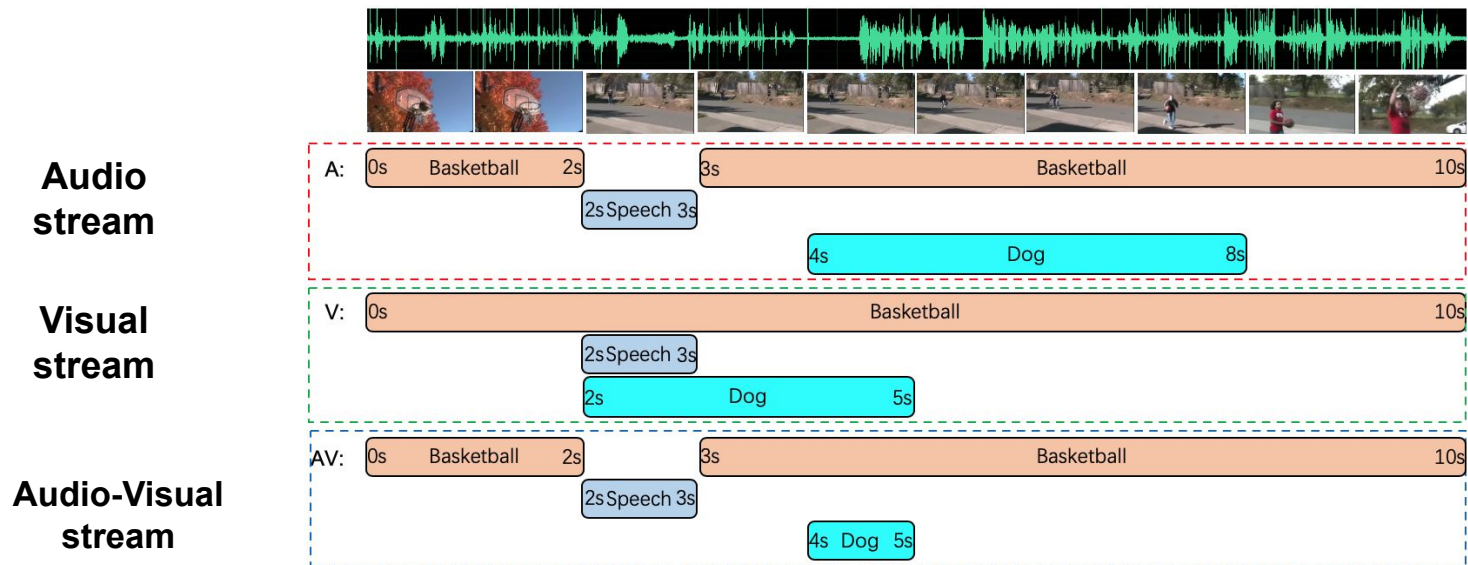 Audio
stream
A:
0s Basketball 2s
3s Basketball 10s
2s Speech 3s
4s Dog 8s
Visual
stream
V:
0s Basketball 10s
2s Speech 3s
2s Dog 5s
Audio-Visual
stream
AV:
0s Basketball 2s
3s Basketball 10s
2s Speech 3s
4s Dog 5s